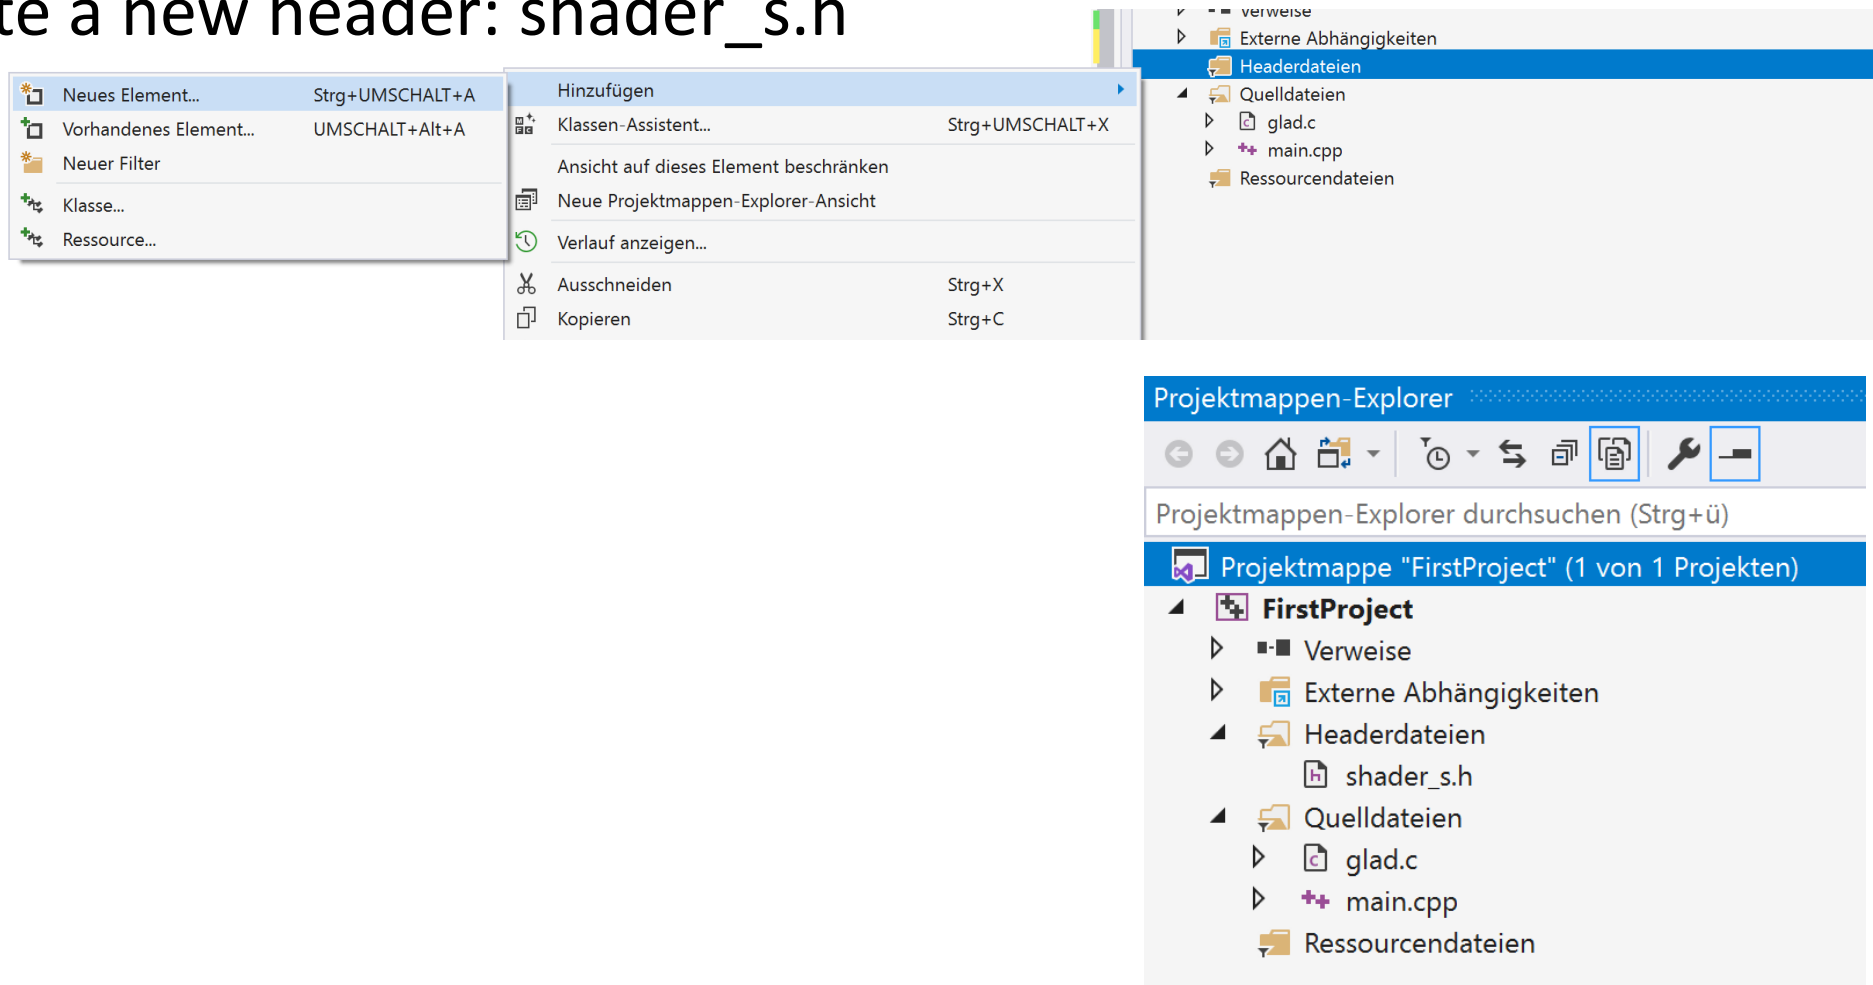 te a new header: shader_s.h
Neues Element... Strg+UMSCHALT+A
Vorhandenes Element... UMSCHALT+Alt+A
Neuer Filter
Klasse...
Ressource...
Hinzufügen
Klassen-Assistent... Strg+UMSCHALT+X
Ansicht auf dieses Element beschränken
Neue Projektmappen-Explorer-Ansicht
Verlauf anzeigen...
Ausschneiden Strg+X
Kopieren Strg+C
Verweise
Externe Abhängigkeiten
Headerdateien
Quelldateien
glad.c
main.cpp
Ressourcendateien
Projektmappen-Explorer
Projektmappen-Explorer durchsuchen (Strg+ü)
Projektmappe "FirstProject" (1 von 1 Projekten)
FirstProject
Verweise
Externe Abhängigkeiten
Headerdateien
shader_s.h
Quelldateien
glad.c
main.cpp
Ressourcendateien